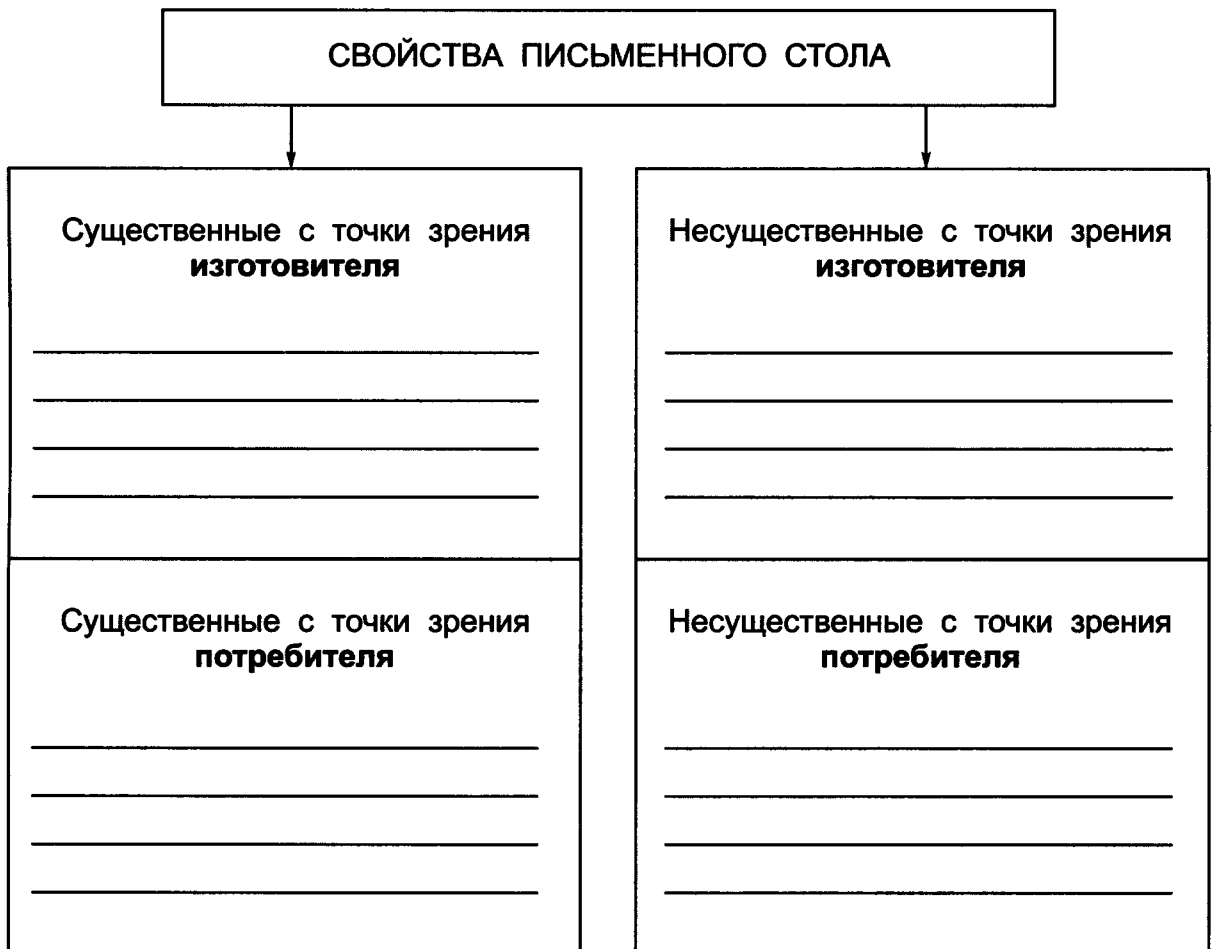 СВОЙСТВА ПИСЬМЕННОГО СТОЛА
Существенные с точки зрения
изготовителя
Несущественные с точки зрения
изготовителя
Существенные с точки зрения
потребителя
Несущественные с точки зрения
потребителя